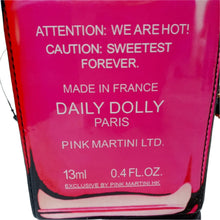 ATTENTION: WE ARE HOT!
CAUTION: SWEETEST
FOREVER.
MADE IN FRANCE
DAILY DOLLY
PARIS
PINK MARTINI LTD.
13ml 0.4 FL.OZ.
EXCLUSIVE BY PINK MARTINI HK